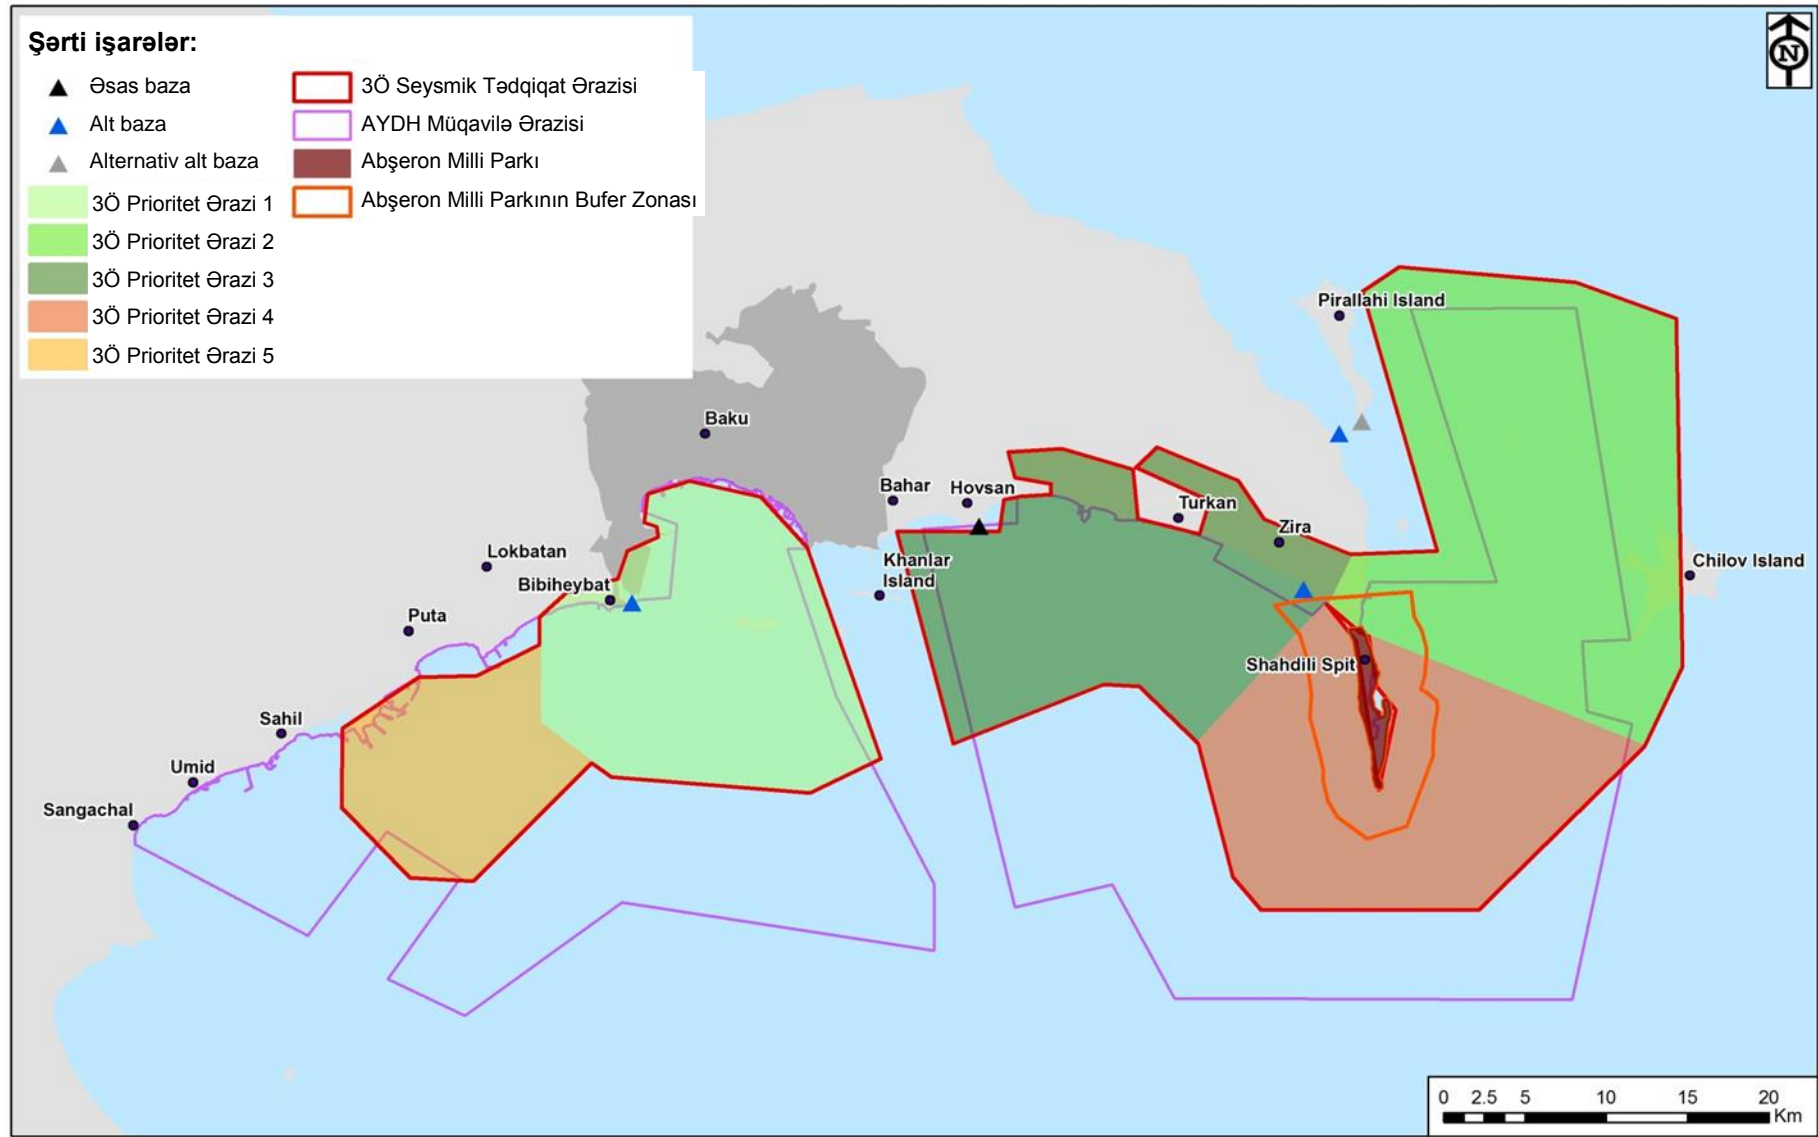 Şərti işarələr:
Əsas baza
Alt baza
Alternativ alt baza
3Ö Prioritet Ərazi 1
3Ö Prioritet Ərazi 2
3Ö Prioritet Ərazi 3
3Ö Prioritet Ərazi 4
3Ö Prioritet Ərazi 5
3Ö Seysmik Tədqiqat Ərazisi
AYDH Müqavilə Ərazisi
Abşeron Milli Parkı
Abşeron Milli Parkının Bufer Zonası
N
Pirallahi Island
Baku
Bahar
Hovsan
Turkan
Zira
Lokbatan
Khanlar
Island
Chilov Island
Bibiheybat
Puta
Shahdili Spit
Sahil
Umid
Sangachal
0 2.5 5 10 15 20
Km